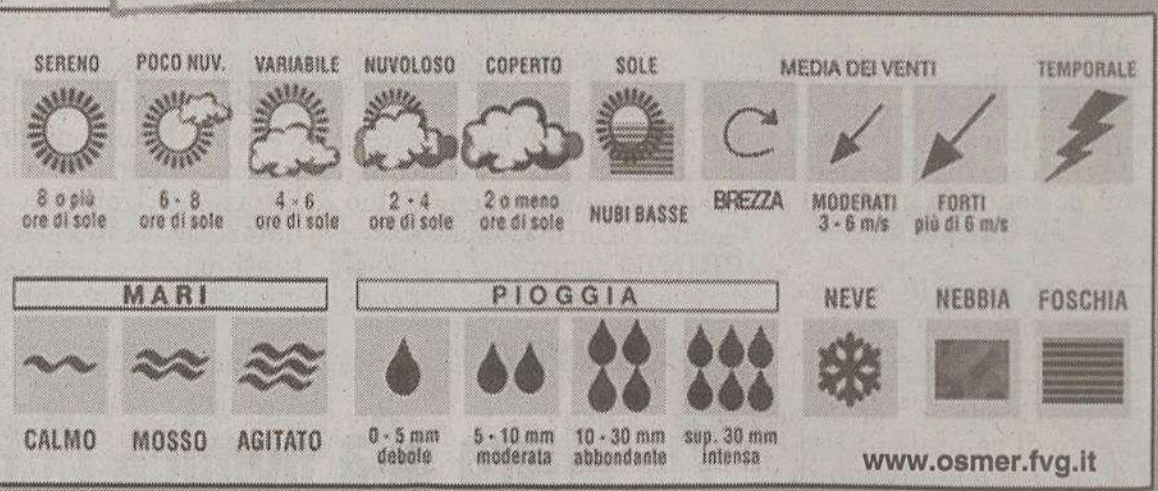 SERENO
POCO NUV.
VARIABILE
NUVOLOSO
COPERTO
SOLE
MEDIA DEI VENTI
TEMPORALE
8 o più
ore di sole
6 - 8
ore di sole
4 - 6
ore di sole
2 - 4
ore di sole
2 o meno
ore di sole
NUBI BASSE
BREZZA
MODERATI
3 - 6 m/s
FORTI
più di 6 m/s
MARI
PIOGGIA
NEVE
NEBBIA
FOSCHIA
CALMO
MOSSO
AGITATO
0 - 5 mm
debole
5 - 10 mm
moderata
10 - 30 mm
abbondante
sup. 30 mm
intensa
www.osmer.fvg.it